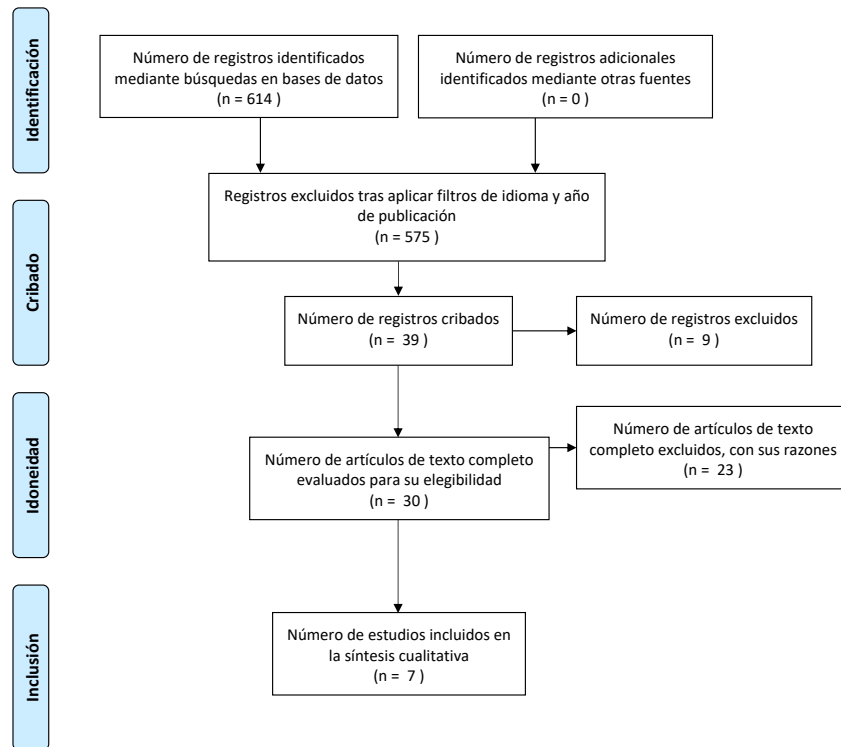 Identificación
Número de registros identificados
mediante búsquedas en bases de datos
(n = 614 )
Número de registros adicionales
identificados mediante otras fuentes
(n = 0 )
Registros excluidos tras aplicar filtros de idioma y año
de publicación
(n = 575 )
Cribado
Número de registros cribados
(n = 39 )
Número de registros excluidos
(n = 9 )
Idoneidad
Número de artículos de texto completo
evaluados para su elegibilidad
(n = 30 )
Número de artículos de texto
completo excluidos, con sus razones
(n = 23 )
Inclusión
Número de estudios incluidos en
la síntesis cualitativa
(n = 7 )